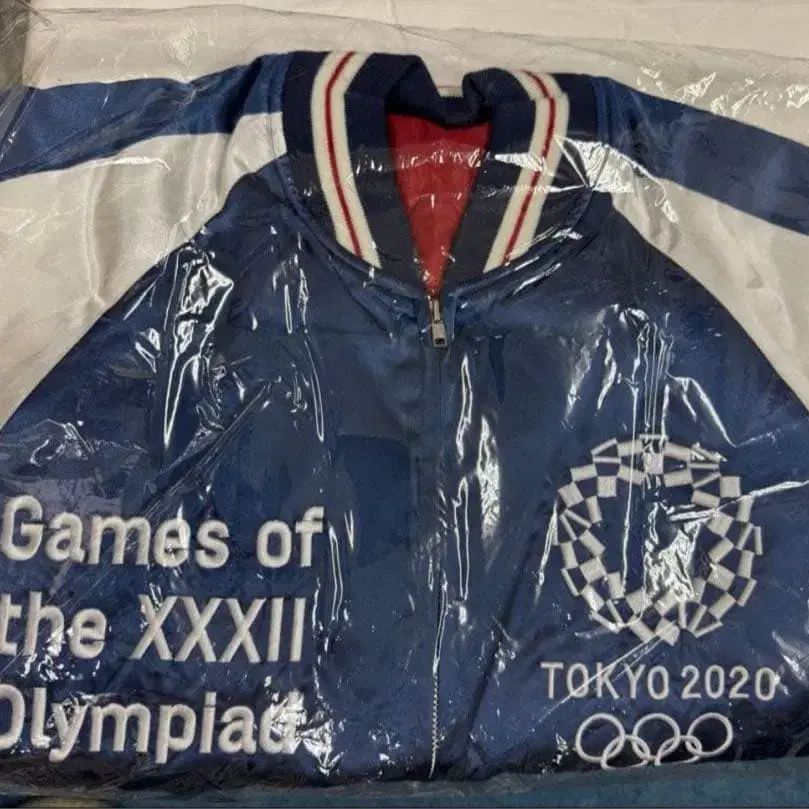 Games of
the XXXII
Olympiad
TOKYO 2020